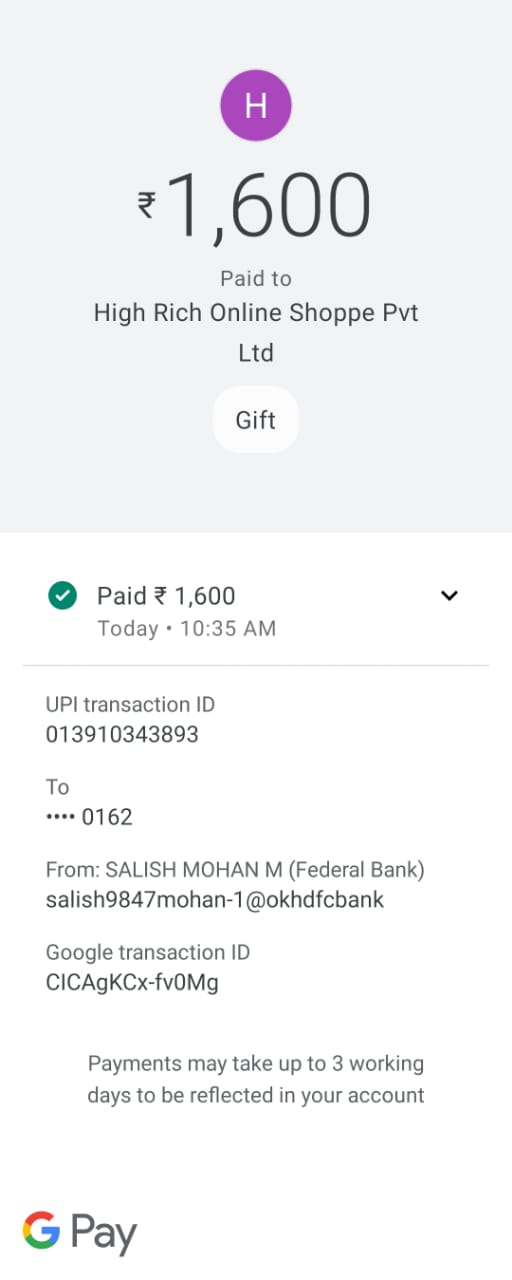 H
₹1,600
Paid to
High Rich Online Shoppe Pvt
Ltd
Gift
Paid ₹ 1,600
Today • 10:35 AM
UPI transaction ID
013910343893
To
•••• 0162
From: SALISH MOHAN M (Federal Bank)
salish9847mohan-1@okhdfcbank
Google transaction ID
CICAgKCx-fv0Mg
Payments may take up to 3 working
days to be reflected in your account
G Pay